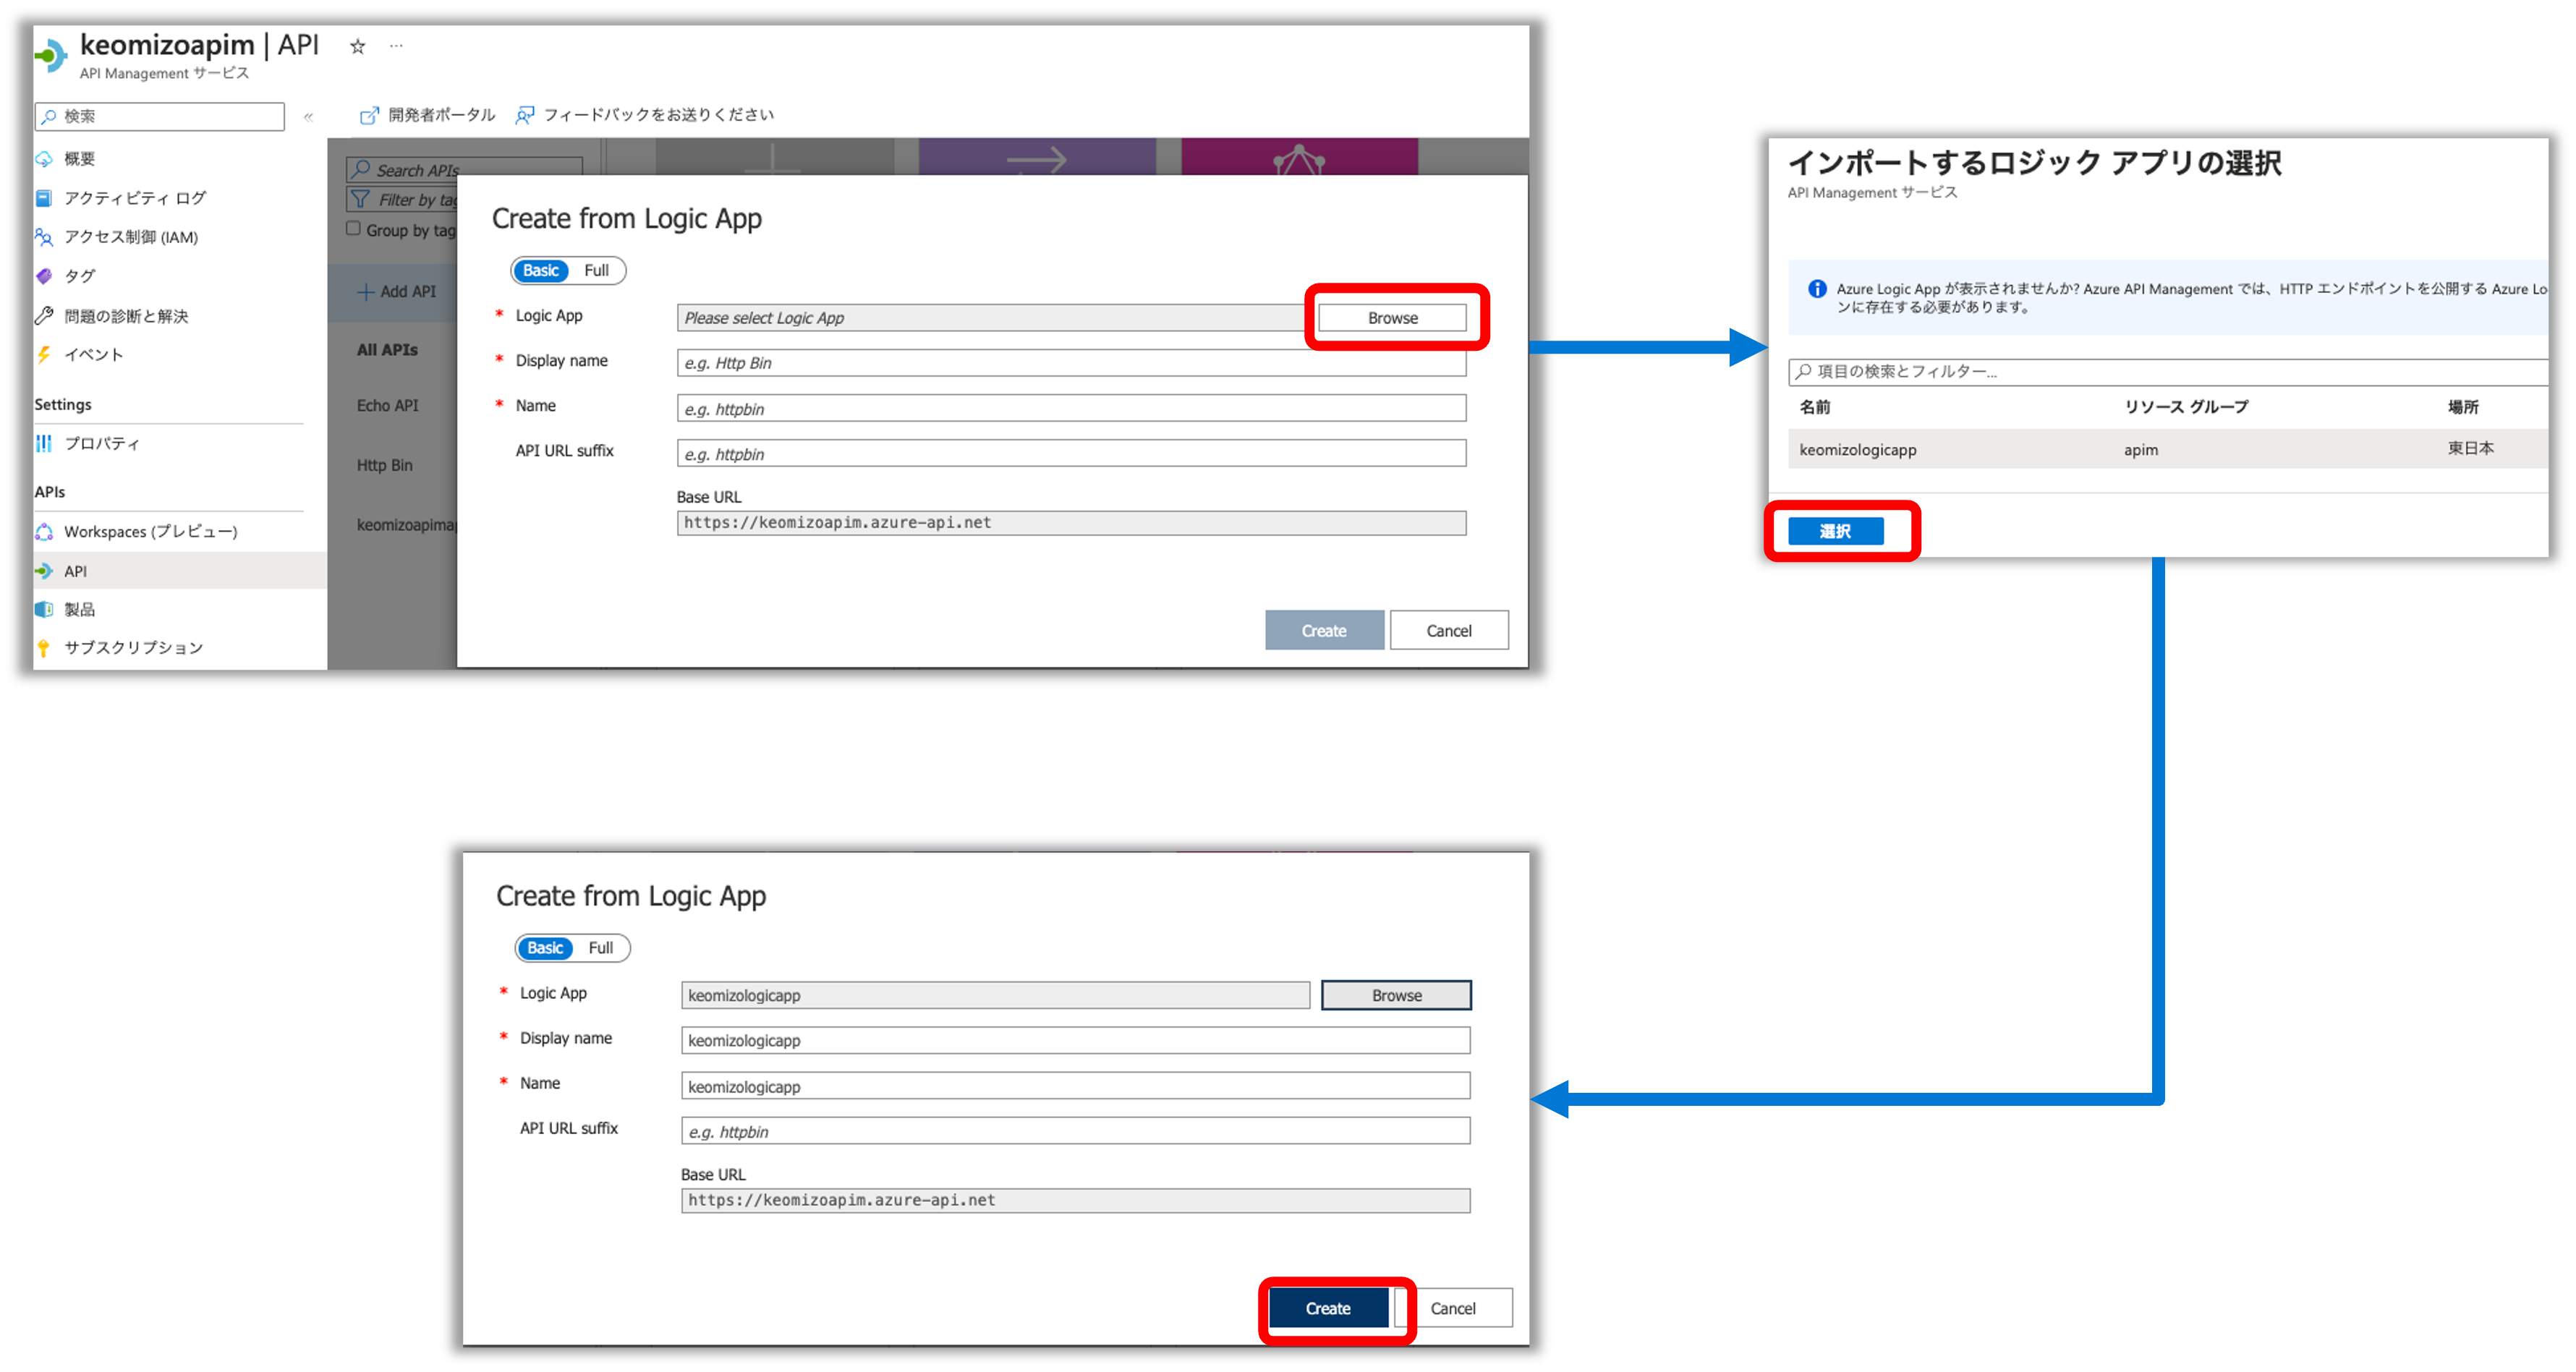 keomizoapim | API ☆ …
API Management サービス
検索
«
開発者ポータル
フィードバックをお送りください
概要
アクティビティ ログ
アクセス制御 (IAM)
タグ
問題の診断と解決
イベント
Settings
プロパティ
APIs
Workspaces (プレビュー)
API
製品
サブスクリプション
Search APIs
Filter by tag
Group by tag
+ Add API
All APIs
Echo API
Http Bin
keomizoapimap
Create from Logic App
Basic Full
* Logic App Please select Logic App Browse
* Display name e.g. Http Bin
* Name e.g. httpbin
API URL suffix e.g. httpbin
Base URL
https://keomizoapim.azure-api.net
Create Cancel
インポートするロジック アプリの選択
API Management サービス
Azure Logic App が表示されませんか? Azure API Management では、HTTP エンドポイントを公開する Azure Lo
ンに存在する必要があります。
項目の検索とフィルター...
名前 リソース グループ 場所
keomizologicapp apim 東日本
選択
Create from Logic App
Basic Full
* Logic App keomizologicapp Browse
* Display name keomizologicapp
* Name keomizologicapp
API URL suffix e.g. httpbin
Base URL
https://keomizoapim.azure-api.net
Create Cancel